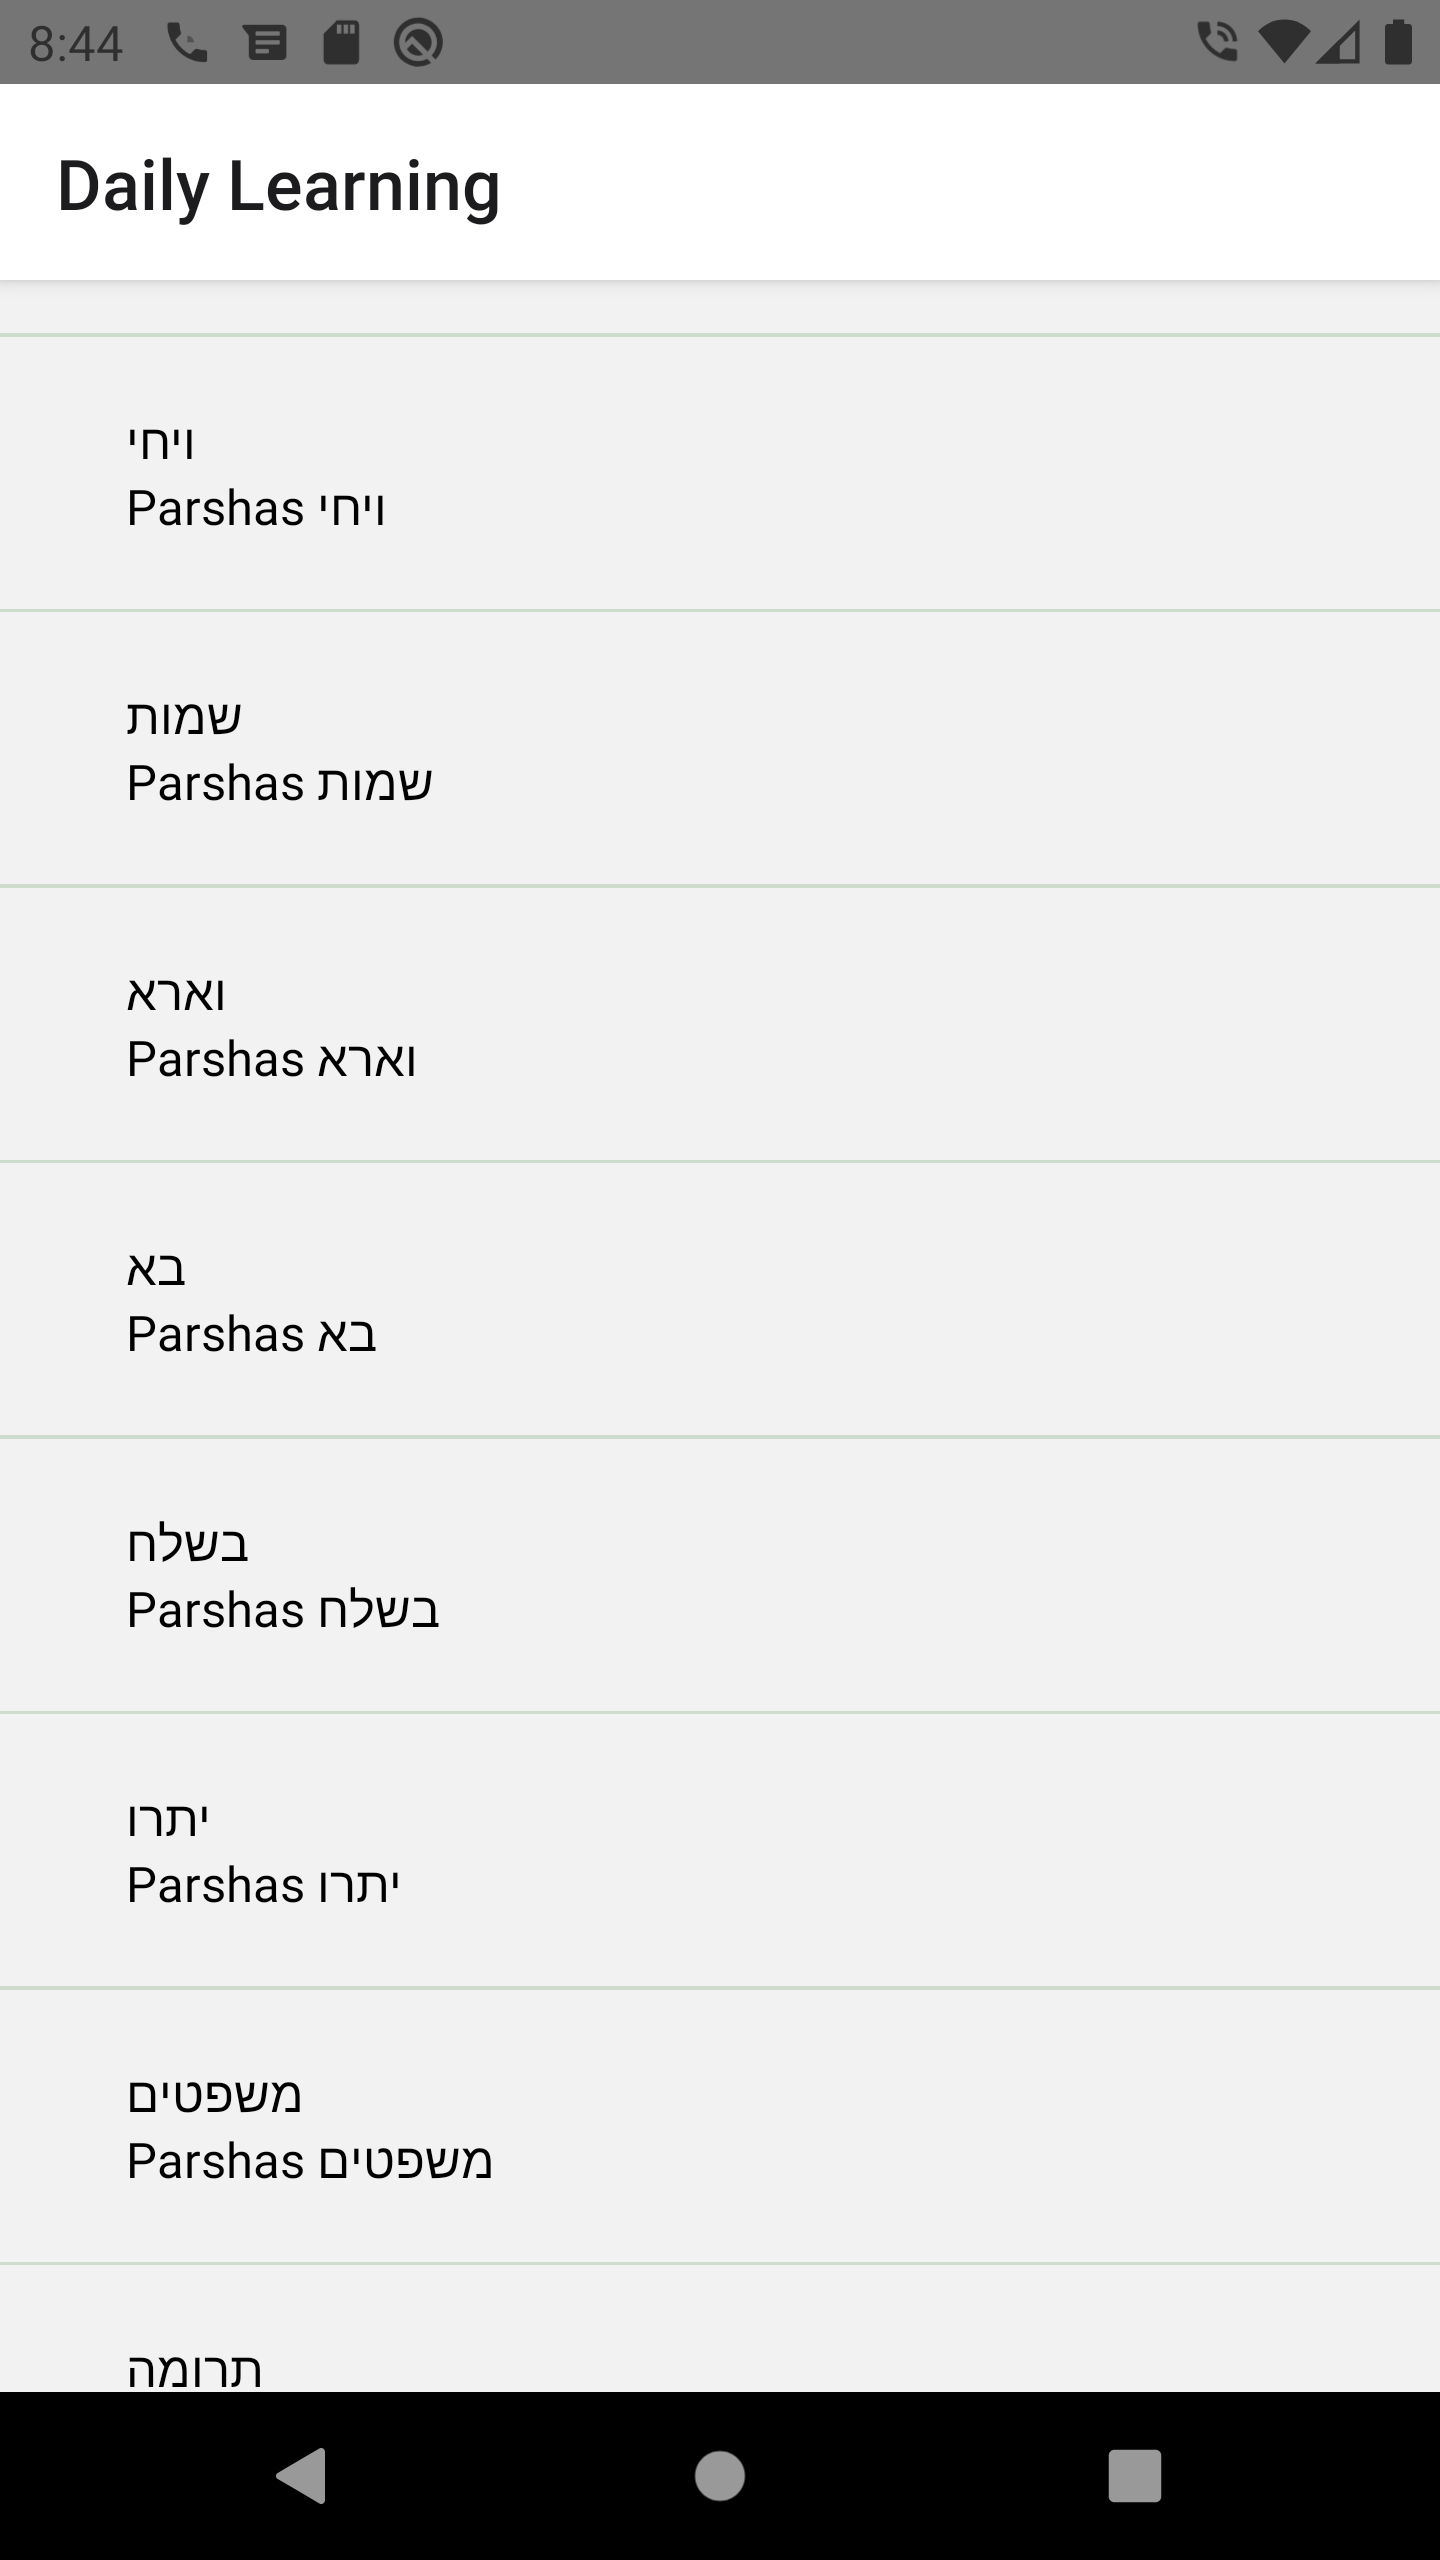 8:44
Daily Learning
ויחי
Parshas ויחי
שמות
Parshas שמות
וארא
Parshas וארא
בא
Parshas בא
בשלח
Parshas בשלח
יתרו
Parshas יתרו
משפטים
Parshas משפטים
תרומה